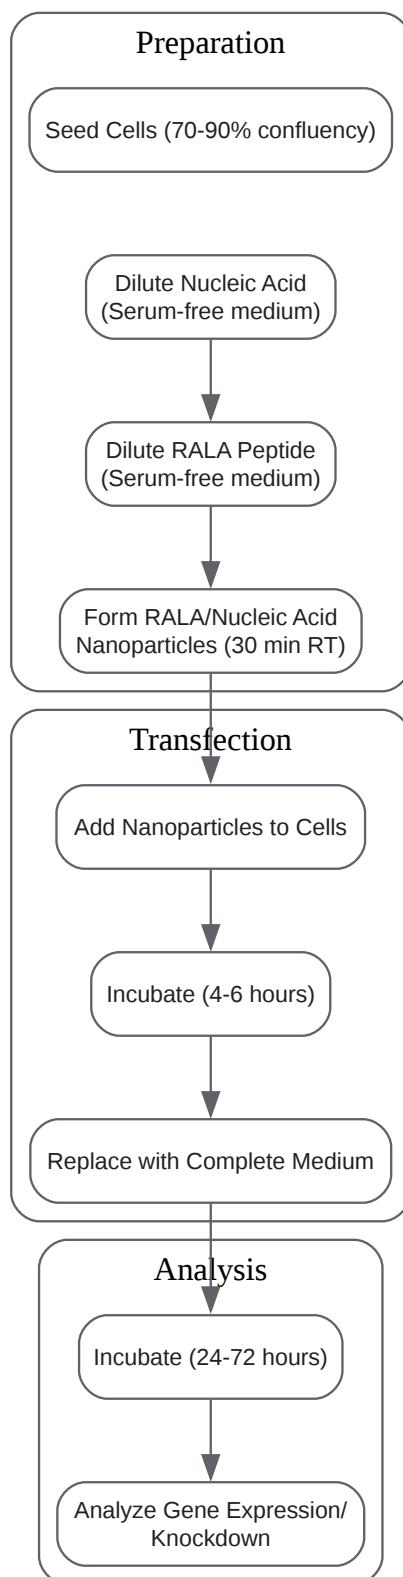 Preparation
Seed Cells (70-90% confluency)
Dilute Nucleic Acid
(Serum-free medium)
Dilute RALA Peptide
(Serum-free medium)
Form RALA/Nucleic Acid
Nanoparticles (30 min RT)
Transfection
Add Nanoparticles to Cells
Incubate (4-6 hours)
Replace with Complete Medium
Analysis
Incubate (24-72 hours)
Analyze Gene Expression/
Knockdown